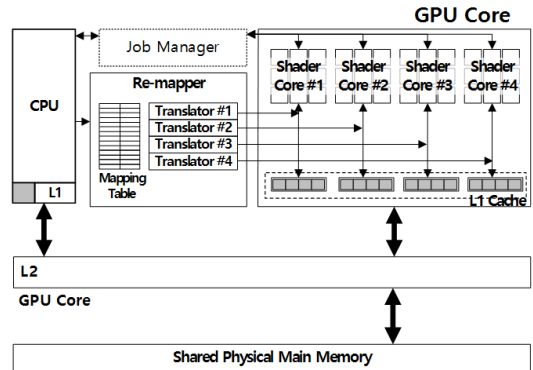 GPU Core
Job Manager
CPU
L1
Re-mapper
Mapping
Table
Translator #1
Translator #2
Translator #3
Translator #4
Shader
Core #1
Shader
Core #2
Shader
Core #3
Shader
Core #4
L1 Cache
L2
GPU Core
Shared Physical Main Memory